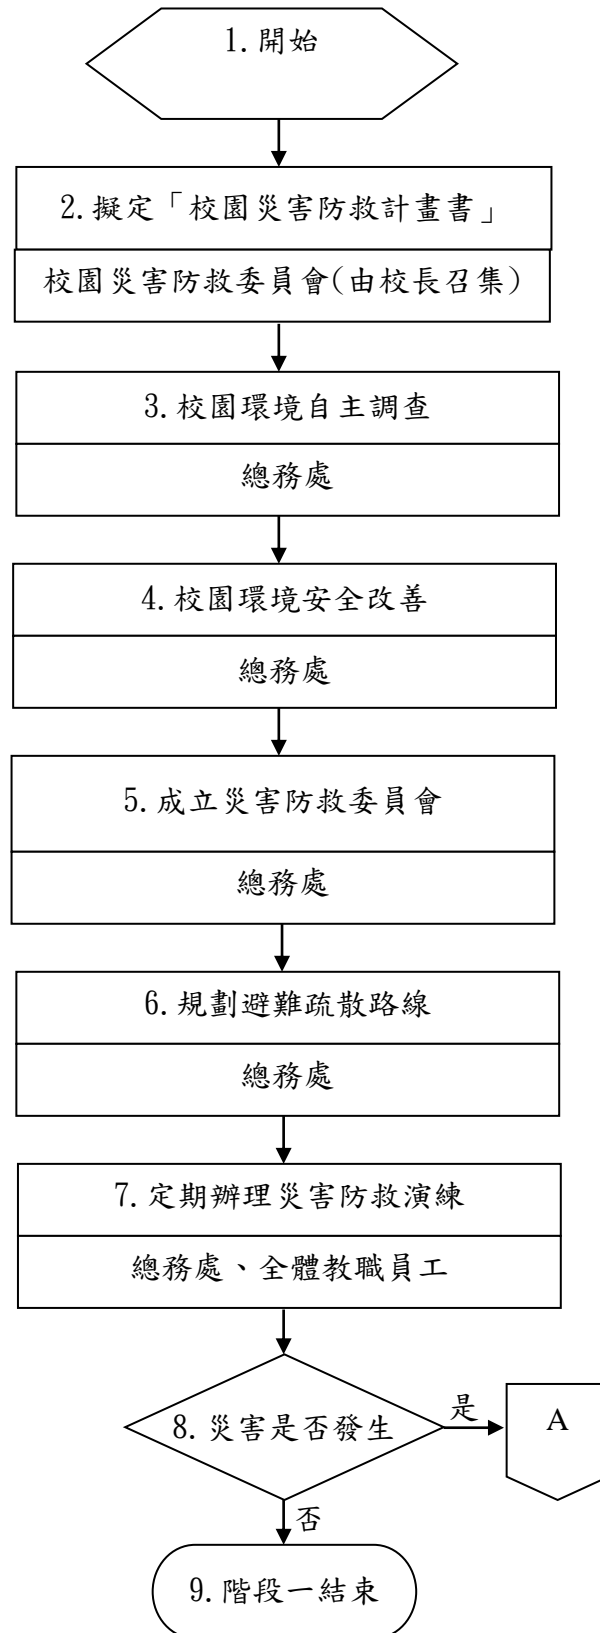 1.開始
2.擬定「校園災害防救計畫書」
校園災害防救委員會(由校長召集)
3.校園環境自主調查
總務處
4.校園環境安全改善
總務處
5.成立災害防救委員會
總務處
6.規劃避難疏散路線
總務處
7.定期辦理災害防救演練
總務處、全體教職員工
8.災害是否發生
是
A
否
9.階段一結束